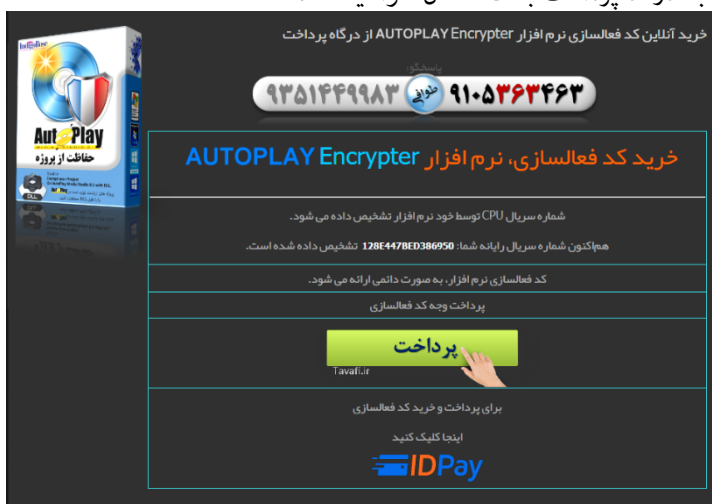 خرید آنلاین کد فعالسازی نرم افزار AUTOPLAY Encrypter از درگاه پرداخت
پاسخگو:
۹۳۵۱۴۴۹۹۸۳ طوافی ۹۱۰۵۳۶۳۴۶۳
IndigoRose
AutoPlay
حفاظت از پروژه
DLL
خرید کد فعالسازی، نرم افزار AUTOPLAY Encrypter
شماره سریال CPU توسط خود نرم افزار تشخیص داده می شود.
هم‌اکنون شماره سریال رایانه شما: 128E447BED386950 تشخیص داده شده است.
کد فعالسازی نرم افزار، به صورت دائمی ارائه می شود.
پرداخت وجه کد فعالسازی
پرداخت
Tavafi.ir
برای پرداخت و خرید کد فعالسازی
اینجا کلیک کنید
IDPay